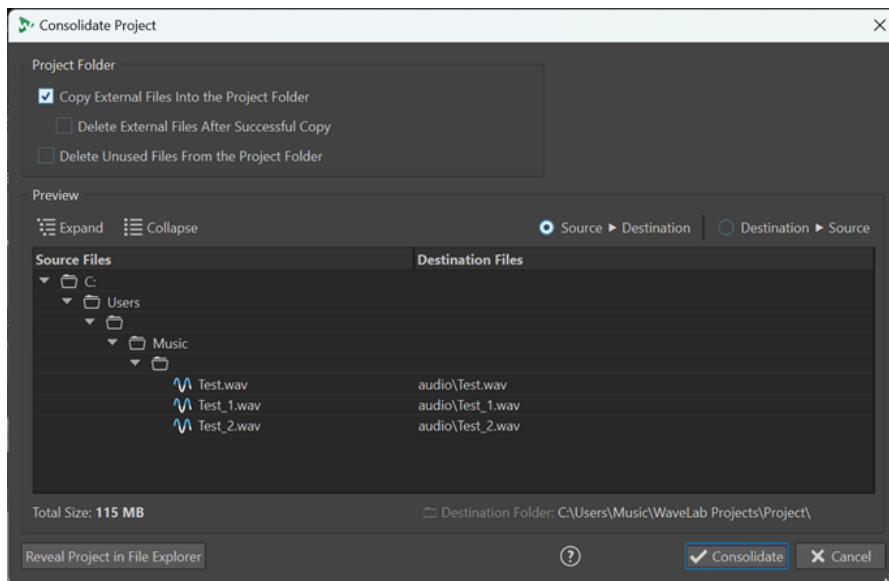 Consolidate Project
Project Folder
Copy External Files Into the Project Folder
Delete External Files After Successful Copy
Delete Unused Files From the Project Folder
Preview
Expand Collapse Source ▶ Destination Destination ▶ Source
Source Files Destination Files
C:
Users
Music
Test.wav audio\Test.wav
Test_1.wav audio\Test_1.wav
Test_2.wav audio\Test_2.wav
Total Size: 115 MB Destination Folder: C:\Users\Music\WaveLab Projects\Project\
Reveal Project in File Explorer ? Consolidate Cancel